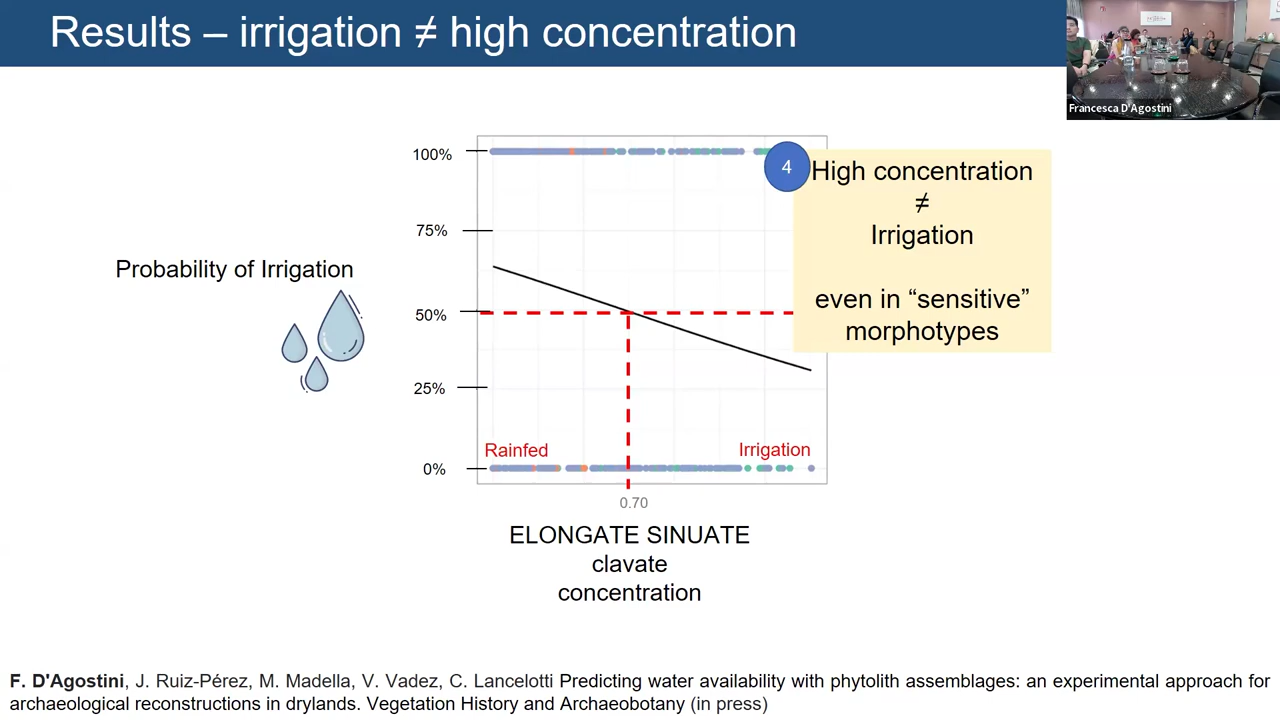 Results – irrigation ≠ high concentration
Francesca D'Agostini
100%
75%
50%
25%
0%
Probability of Irrigation
4
High concentration
≠
Irrigation
even in “sensitive”
morphotypes
Rainfed
Irrigation
0.70
ELONGATE SINUATE
clavate
concentration
F. D'Agostini, J. Ruiz-Pérez, M. Madella, V. Vadez, C. Lancelotti Predicting water availability with phytolith assemblages: an experimental approach for
archaeological reconstructions in drylands. Vegetation History and Archaeobotany (in press)